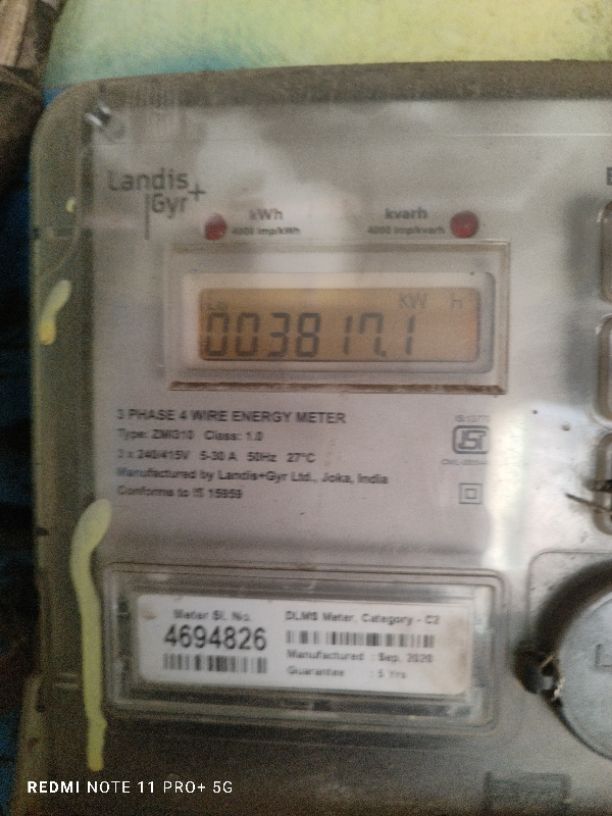 Landis
Gyr+
kWh
4000 imp/kWh
kvarh
4000 imp/kvarh
KW h
003817.1
3 PHASE 4 WIRE ENERGY METER
Type: ZMI310 Class: 1.0
3 x 240/415V 5-30 A 50Hz 27°C
Manufactured by Landis+Gyr Ltd., Joka, India
Conforms to IS 15959
Meter Sl. No.
4694826
DLMS Meter, Category - C2
Manufactured : Sep, 2020
Guarantee : 5 Yrs
REDMI NOTE 11 PRO+ 5G